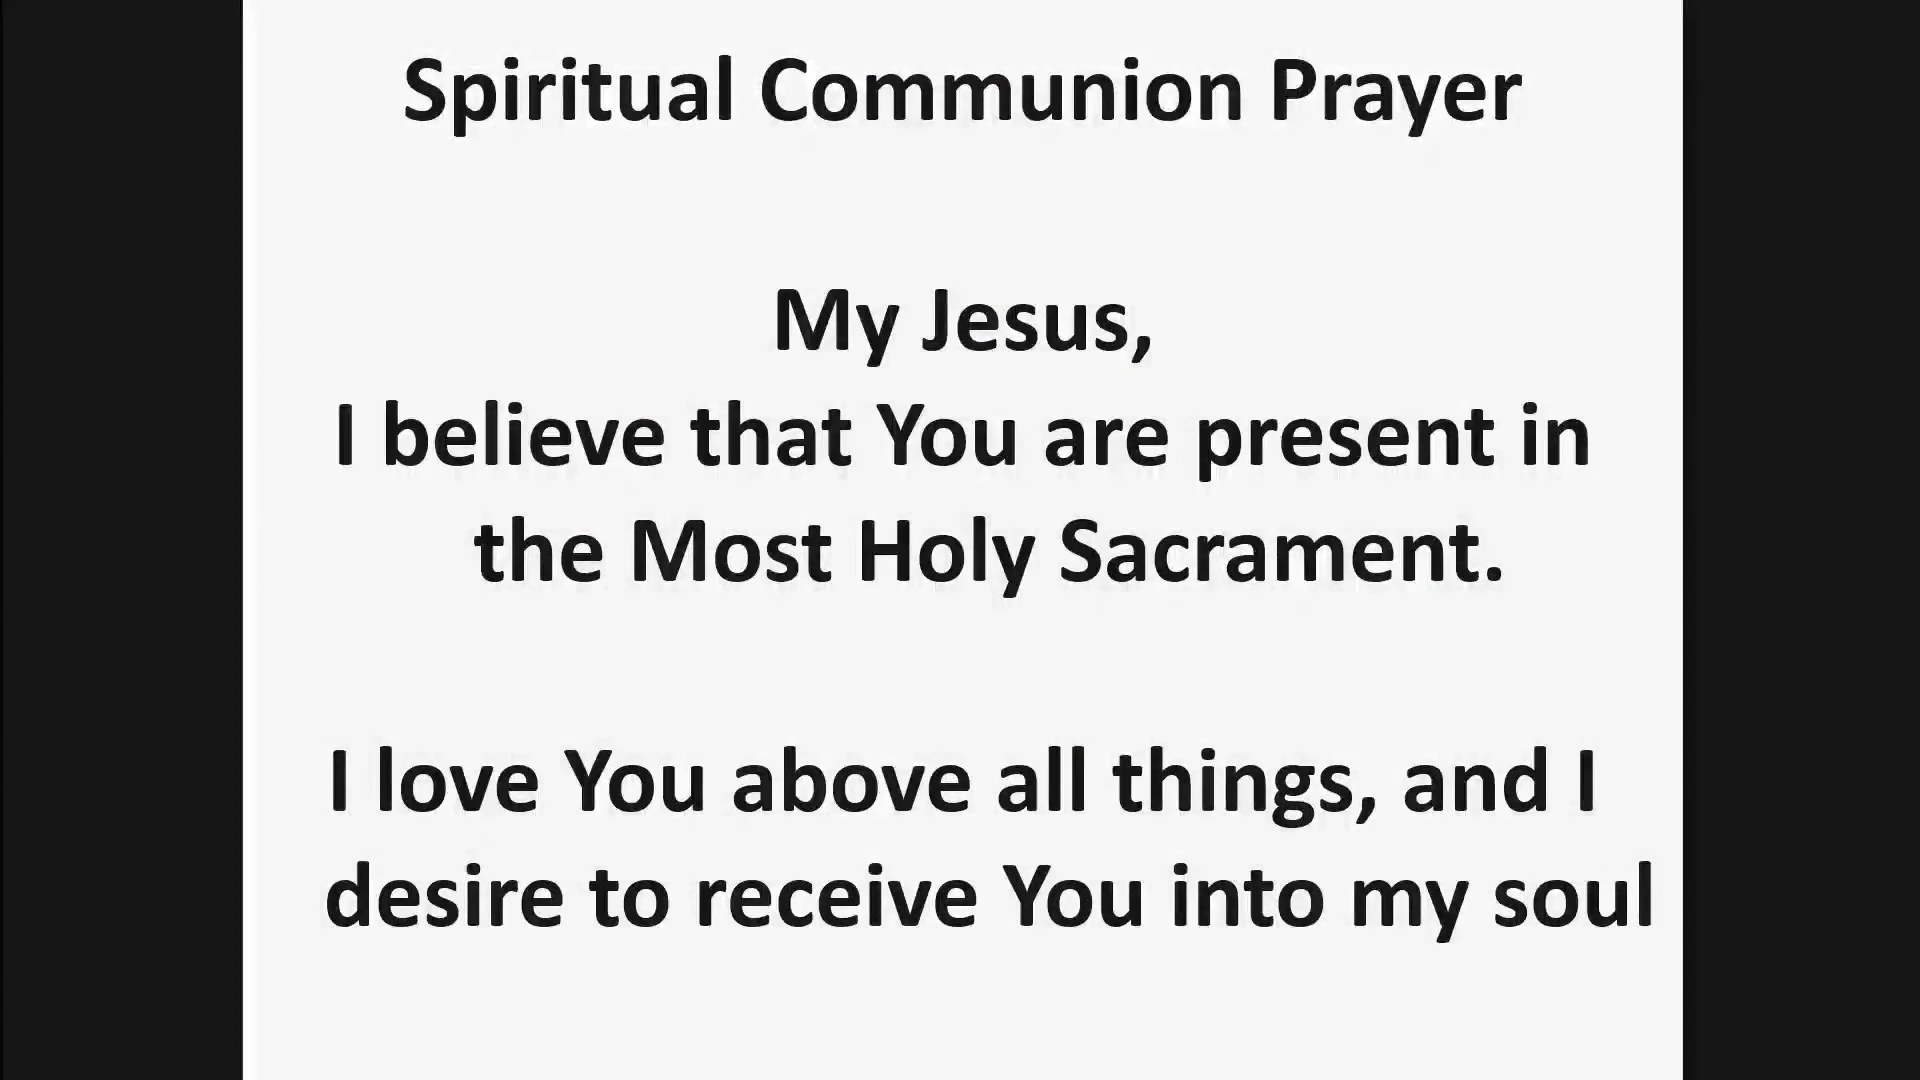 Spiritual Communion Prayer
My Jesus,
I believe that You are present in
the Most Holy Sacrament.
I love You above all things, and I
desire to receive You into my soul